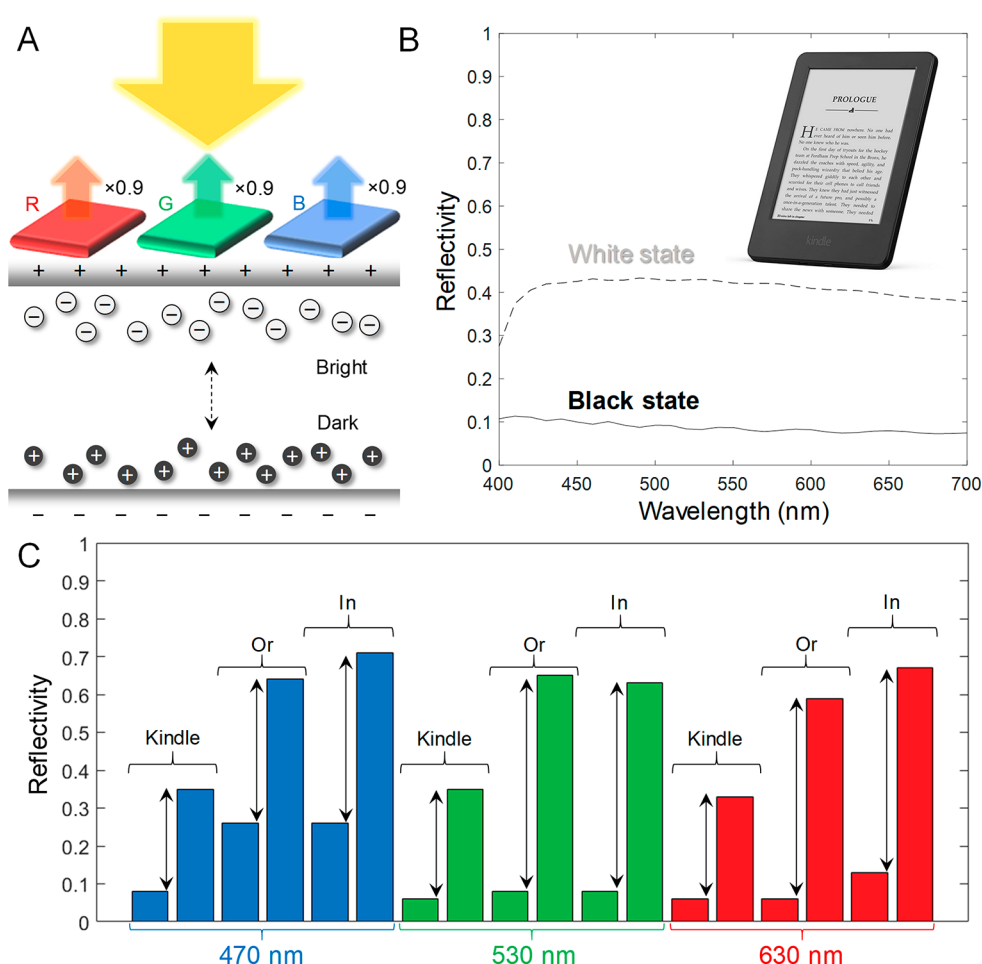 A
R
×0.9
G
×0.9
B
×0.9
+ + + + + + + + +
− − − − − − − − − − − −
Bright
Dark
+ + + + + + + + + + + +
− − − − − − − − −
B
1
0.9
0.8
0.7
0.6
0.5
0.4
0.3
0.2
0.1
0
Reflectivity
400 450 500 550 600 650 700
Wavelength (nm)
White state
Black state
PROLOGUE
kindle
C
1
0.9
0.8
0.7
0.6
0.5
0.4
0.3
0.2
0.1
0
Reflectivity
Kindle
Or
In
Kindle
Or
In
Kindle
Or
In
470 nm
530 nm
630 nm